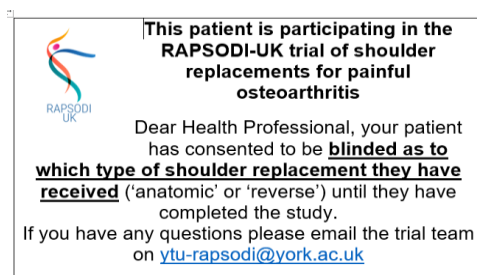 This patient is participating in the
RAPSODI-UK trial of shoulder
replacements for painful
osteoarthritis
RAPSODI
UK
Dear Health Professional, your patient
has consented to be blinded as to
which type of shoulder replacement they have
received (‘anatomic’ or ‘reverse’) until they have
completed the study.
If you have any questions please email the trial team
on ytu-rapsodi@york.ac.uk